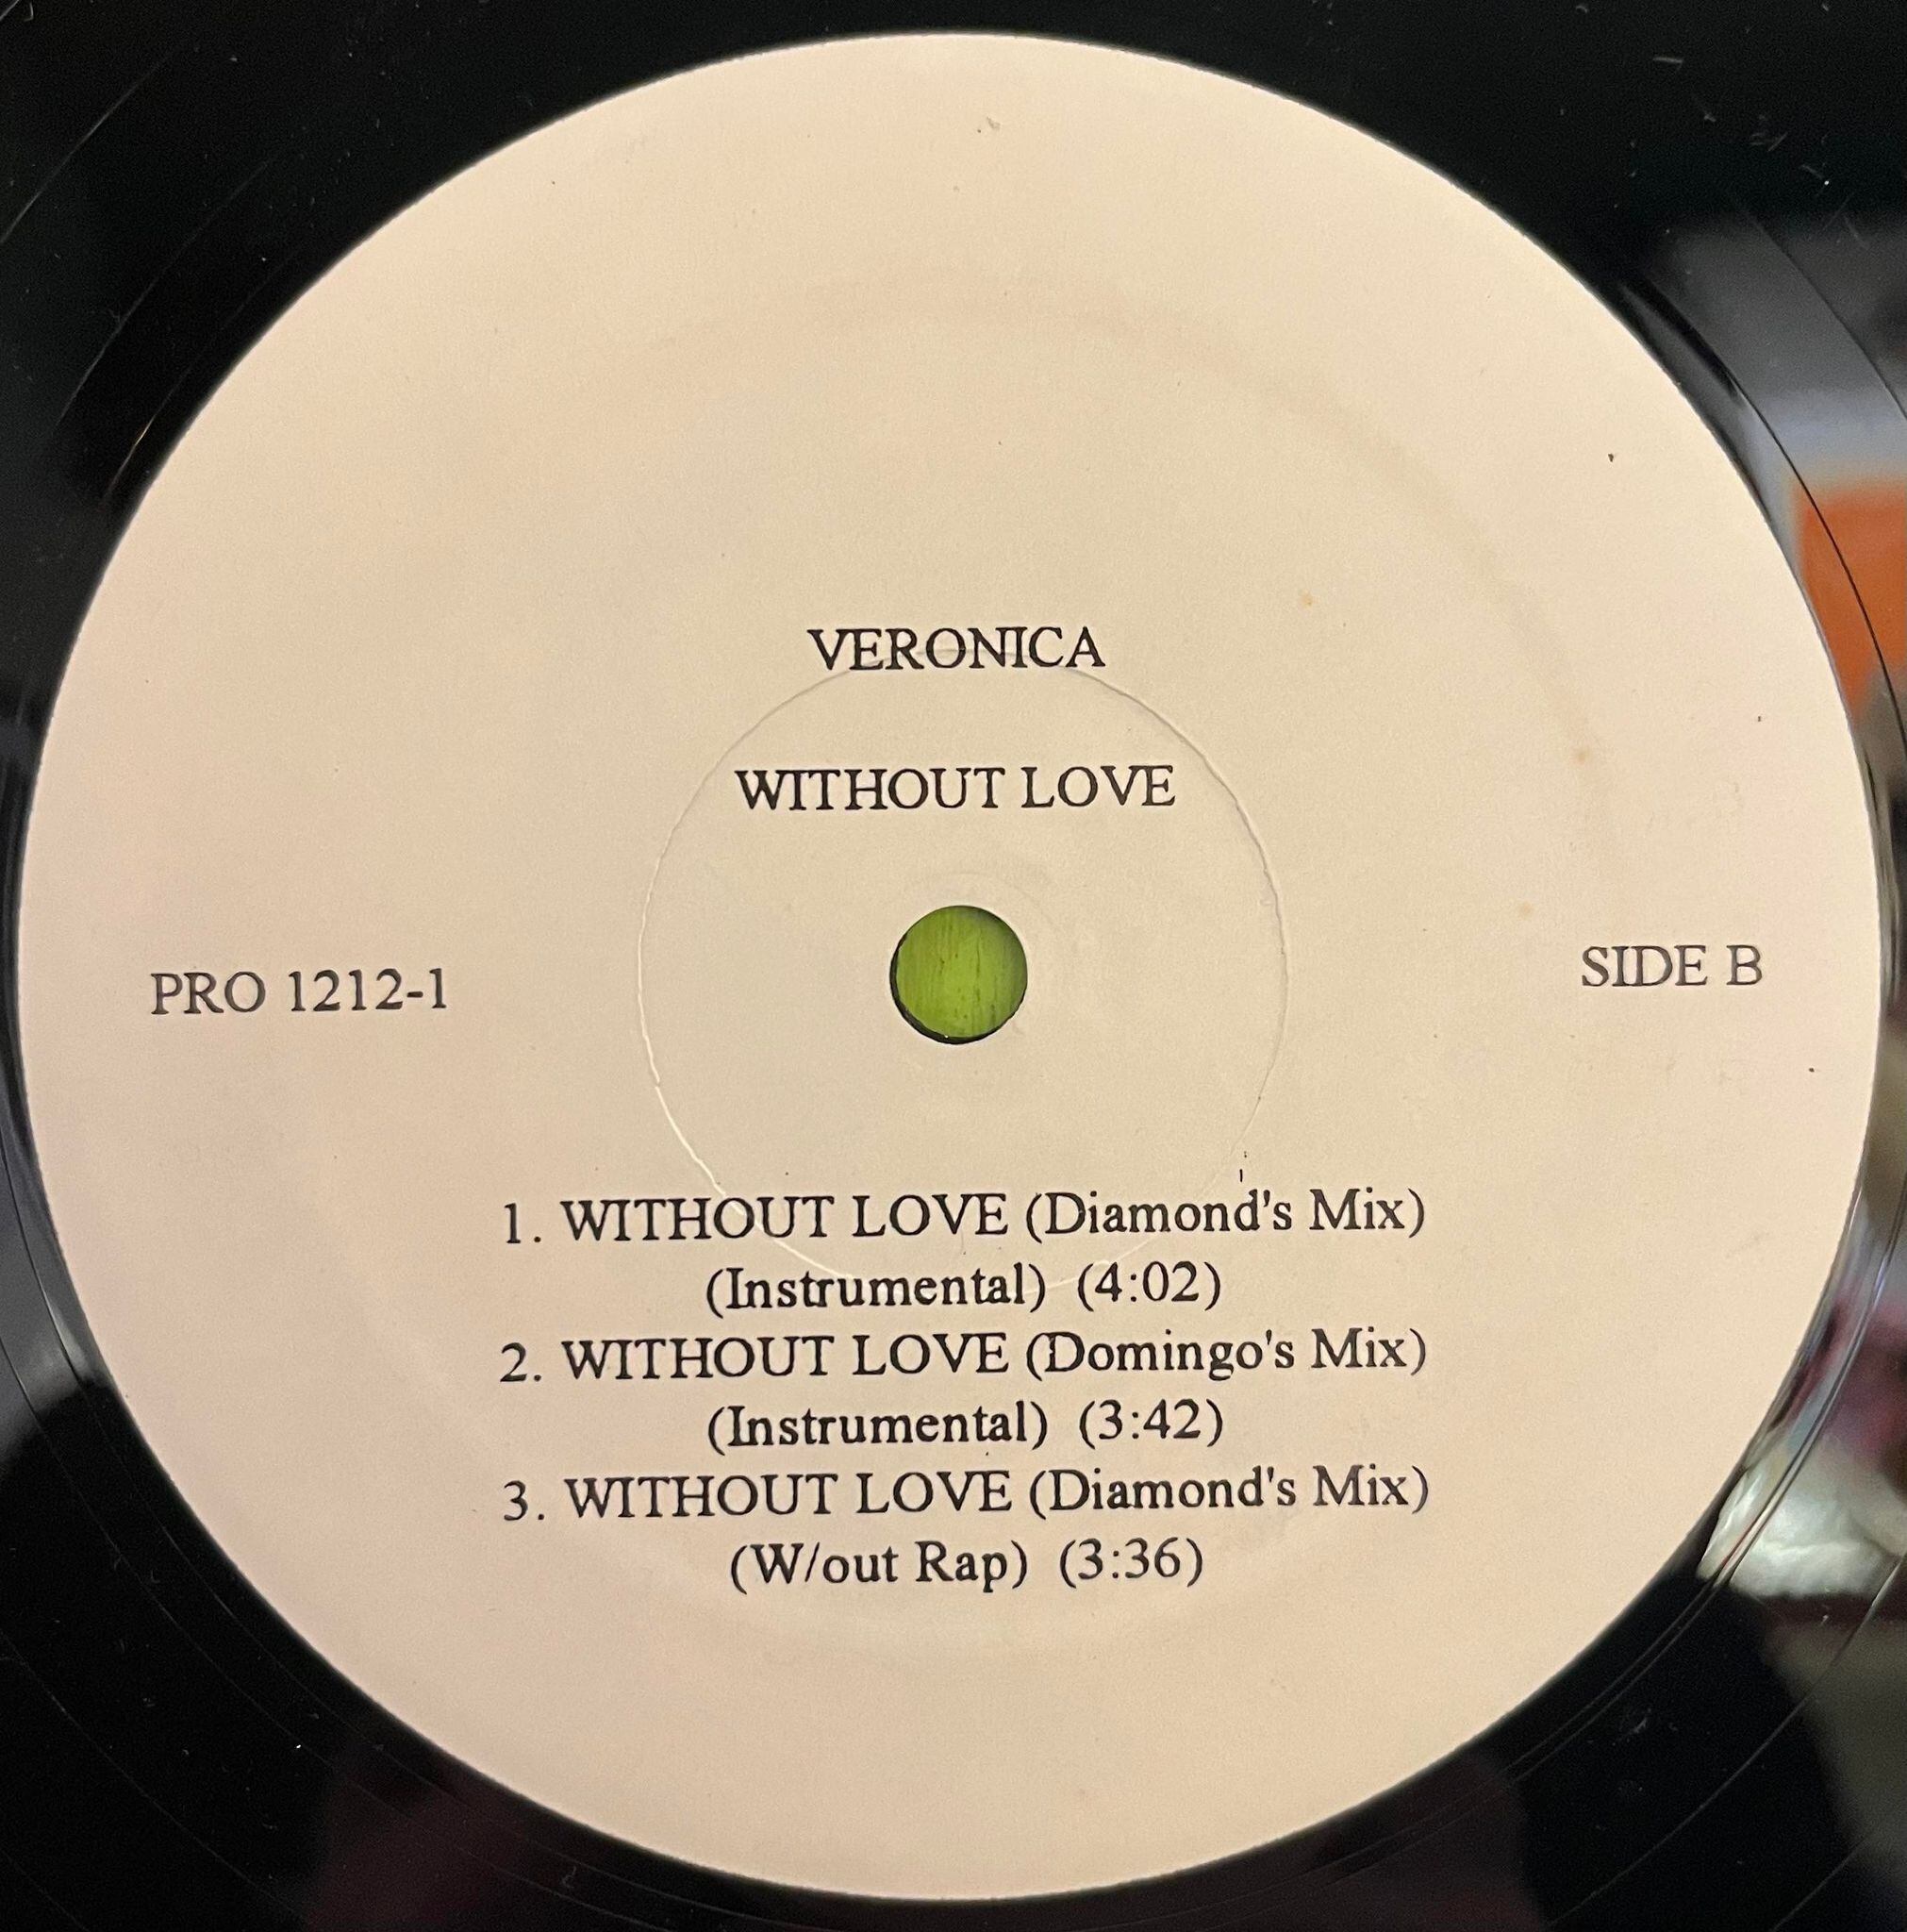 VERONICA
WITHOUT LOVE
PRO 1212-1
SIDE B
1. WITHOUT LOVE (Diamond's Mix)
(Instrumental) (4:02)
2. WITHOUT LOVE (Domingo's Mix)
(Instrumental) (3:42)
3. WITHOUT LOVE (Diamond's Mix)
(W/out Rap) (3:36)